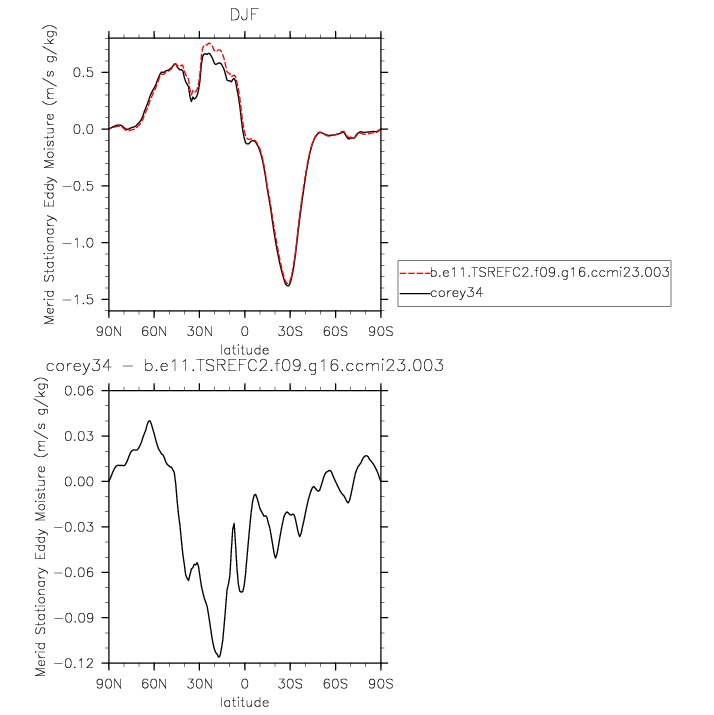 DJF
Merid Stationary Eddy Moisture (m/s g/kg)
0.5
0.0
−0.5
−1.0
−1.5
90N 60N 30N 0 30S 60S 90S
latitude
b.e11.TSREFC2.f09.g16.ccmi23.003
corey34
corey34 − b.e11.TSREFC2.f09.g16.ccmi23.003
Merid Stationary Eddy Moisture (m/s g/kg)
0.06
0.03
0.00
−0.03
−0.06
−0.09
−0.12
90N 60N 30N 0 30S 60S 90S
latitude